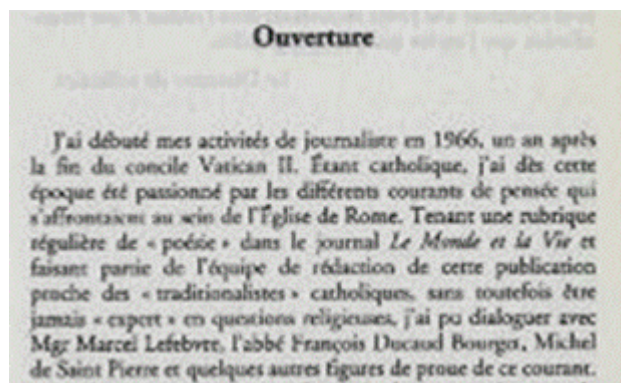 Ouverture
J'ai débuté mes activités de journaliste en 1966, un an après
la fin du concile Vatican II. Étant catholique, j'ai dès cette
époque été passionné par les différents courants de pensée qui
s'affrontaient au sein de l'Église de Rome. Tenant une rubrique
régulière de « poésie » dans le journal Le Monde et la Vie et
faisant partie de l'équipe de rédaction de cette publication
proche des « traditionalistes » catholiques, sans toutefois être
jamais « expert » en questions religieuses, j'ai pu dialoguer avec
Mgr Marcel Lefebvre, l'abbé François Ducaud Bourget, Michel
de Saint Pierre et quelques autres figures de proue de ce courant.